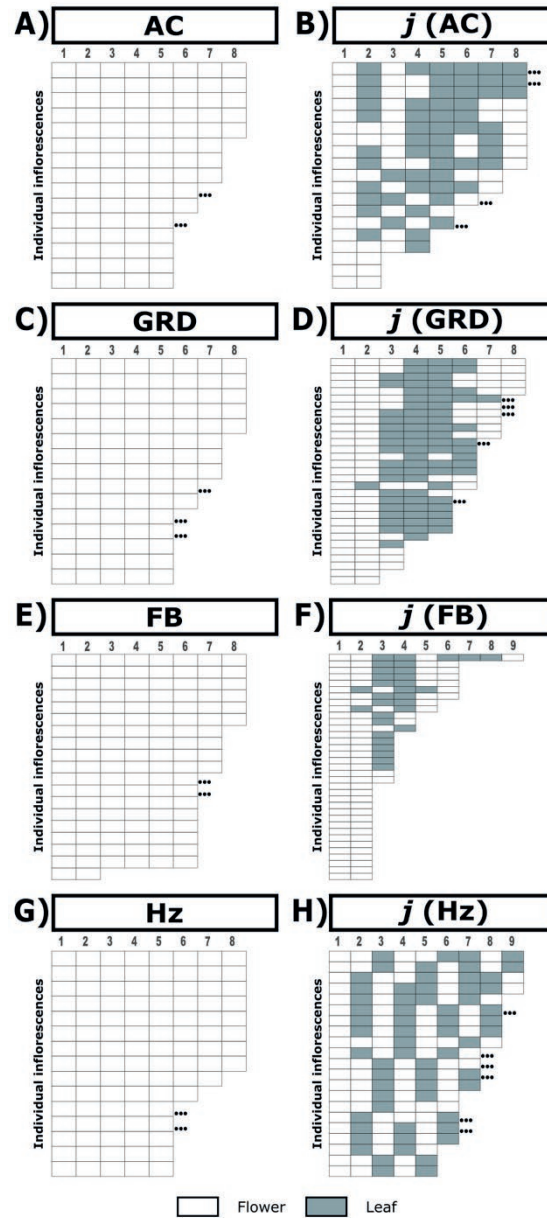 A) AC
B) j (AC)
1 2 3 4 5 6 7 8
1 2 3 4 5 6 7 8
Individual inflorescences
Individual inflorescences
•••
•••
•••
•••
•••
•••
C) GRD
D) j (GRD)
1 2 3 4 5 6 7 8
1 2 3 4 5 6 7 8
Individual inflorescences
Individual inflorescences
•••
•••
•••
•••
•••
•••
•••
•••
E) FB
F) j (FB)
1 2 3 4 5 6 7 8
1 2 3 4 5 6 7 8 9
Individual inflorescences
Individual inflorescences
•••
•••
G) Hz
H) j (Hz)
1 2 3 4 5 6 7 8
1 2 3 4 5 6 7 8 9
Individual inflorescences
Individual inflorescences
•••
•••
•••
•••
•••
•••
•••
•••
Flower Leaf